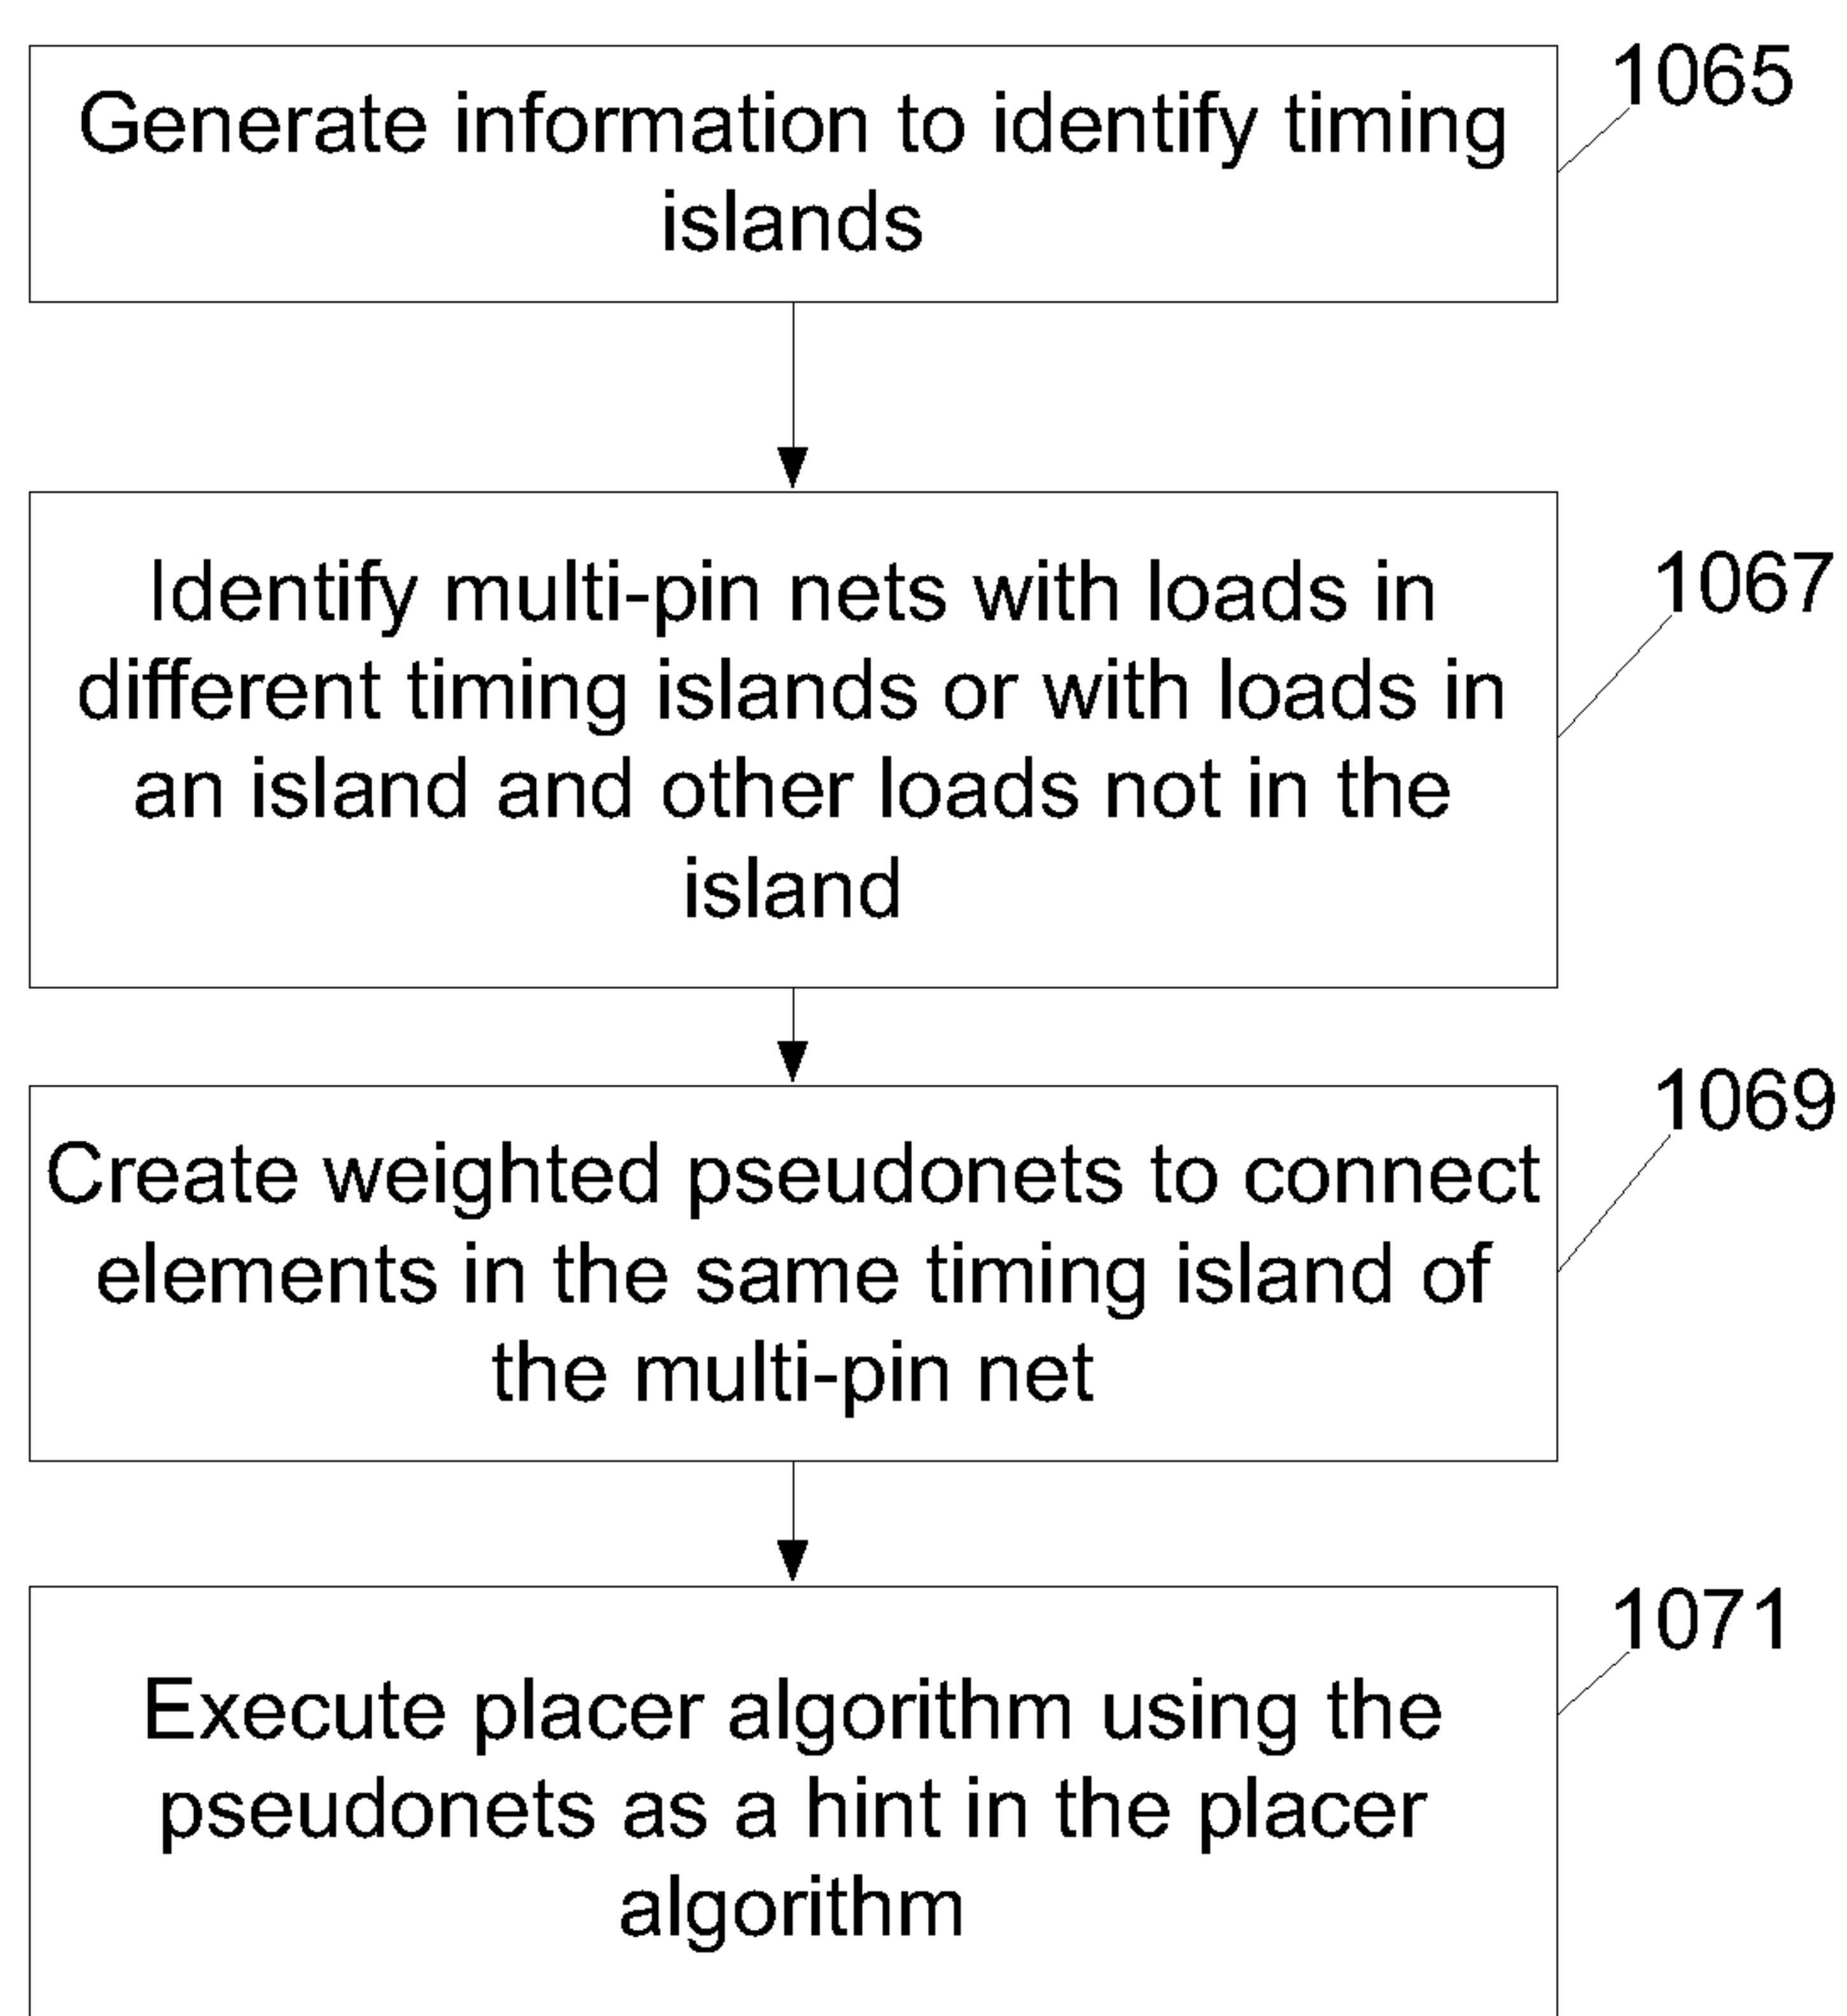 Generate information to identify timing
islands
1065
Identify multi-pin nets with loads in
different timing islands or with loads in
an island and other loads not in the
island
1067
Create weighted pseudonets to connect
elements in the same timing island of
the multi-pin net
1069
Execute placer algorithm using the
pseudonets as a hint in the placer
algorithm
1071